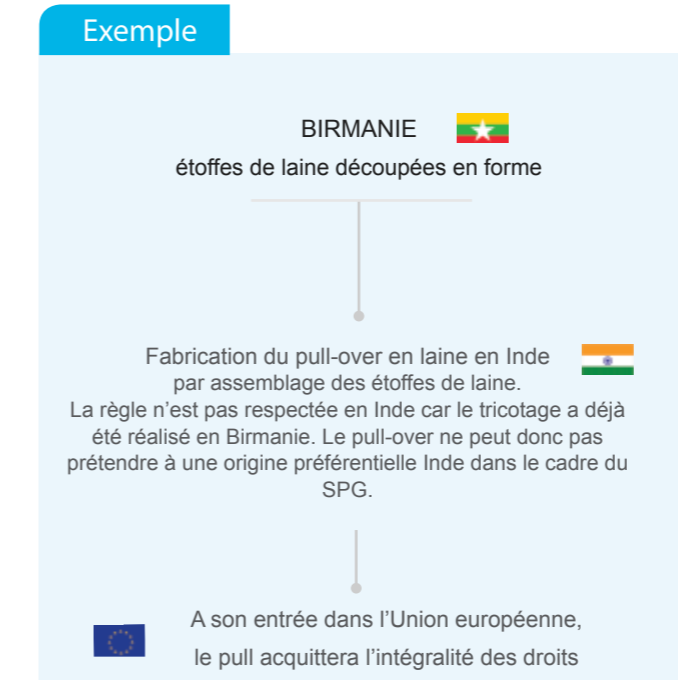 Exemple
BIRMANIE
étoffes de laine découpées en forme
Fabrication du pull-over en laine en Inde
par assemblage des étoffes de laine.
La règle n’est pas respectée en Inde car le tricotage a déjà
été réalisé en Birmanie. Le pull-over ne peut donc pas
prétendre à une origine préférentielle Inde dans le cadre du
SPG.
A son entrée dans l’Union européenne,
le pull acquittera l’intégralité des droits